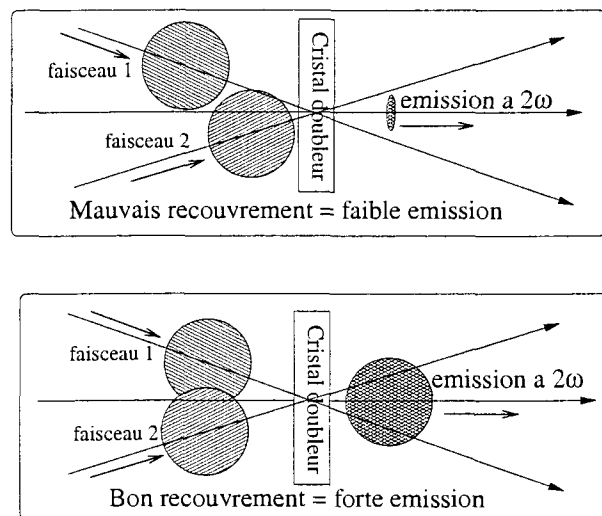 faisceau 1
Cristal doubleur
emission a 2ω
faisceau 2
Mauvais recouvrement = faible emission
faisceau 1
Cristal doubleur
emission a 2ω
faisceau 2
Bon recouvrement = forte emission